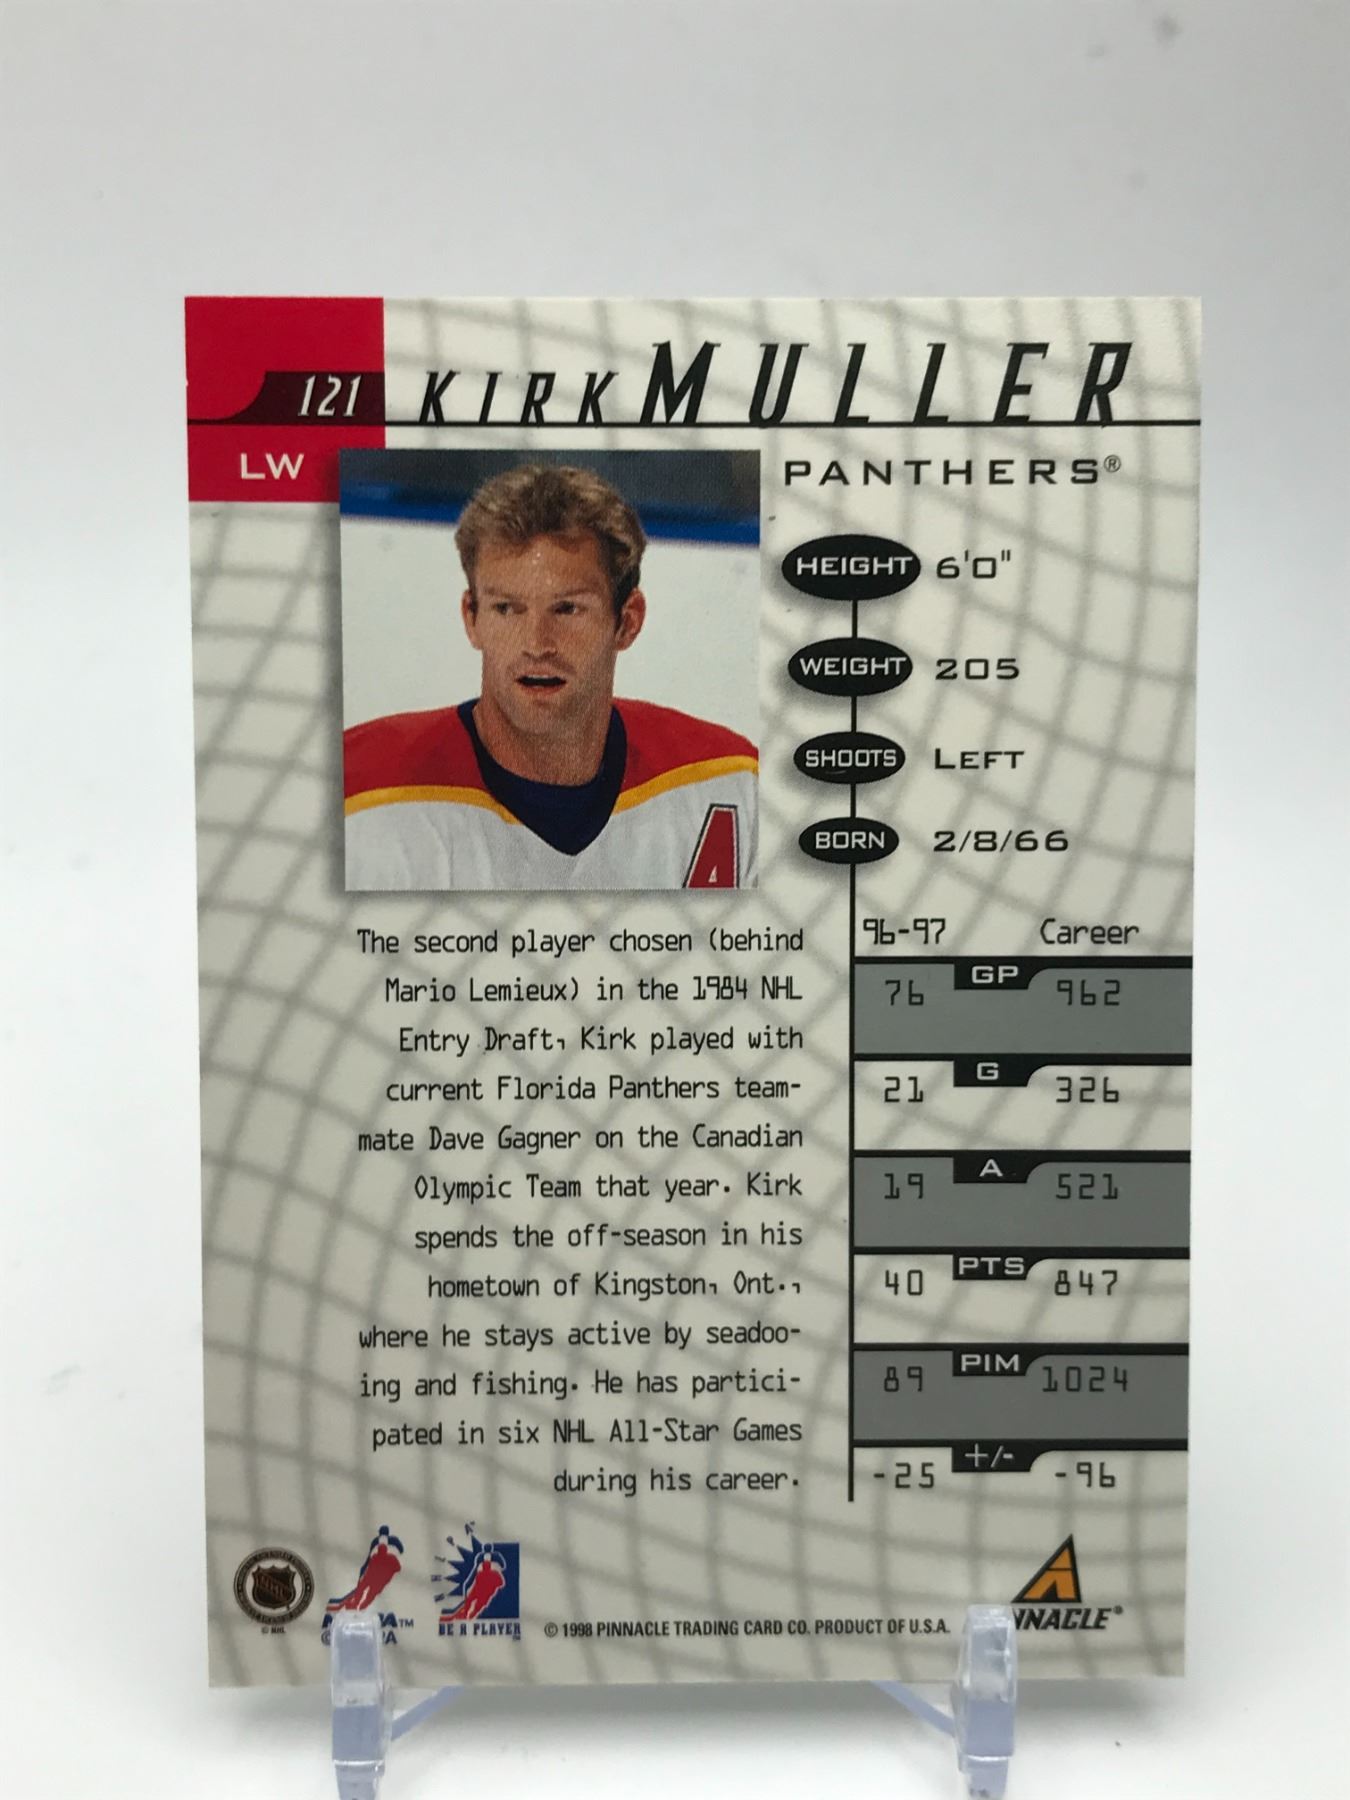 121
KIRK MULLER
LW
PANTHERS®
HEIGHT 6'0"
WEIGHT 205
SHOOTS LEFT
BORN 2/8/66
A
The second player chosen (behind
Mario Lemieux) in the 1984 NHL
Entry Draft, Kirk played with
current Florida Panthers team-
mate Dave Gagner on the Canadian
Olympic Team that year. Kirk
spends the off-season in his
hometown of Kingston, Ont.,
where he stays active by seadoo-
ing and fishing. He has partici-
pated in six NHL All-Star Games
during his career.
96-97 Career
76 GP 962
21 G 326
19 A 521
40 PTS 847
89 PIM 1024
-25 +/- -96
© NHL
NHLPA
BE A PLAYER
© 1998 PINNACLE TRADING CARD CO. PRODUCT OF U.S.A.